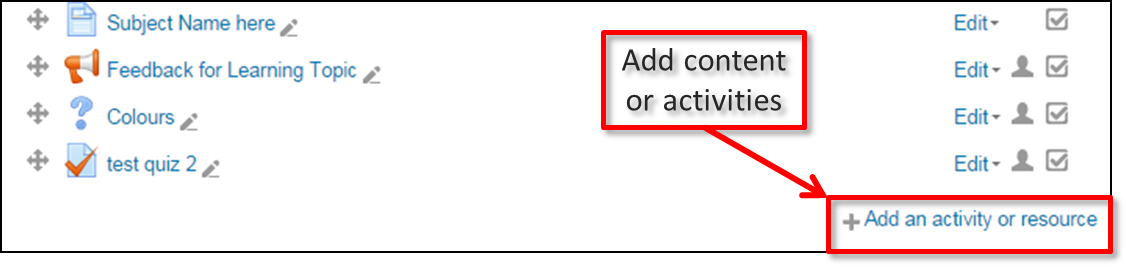 Subject Name here Edit
Feedback for Learning Topic Edit
Add content
or activities
Colours Edit
test quiz 2 Edit
Add an activity or resource